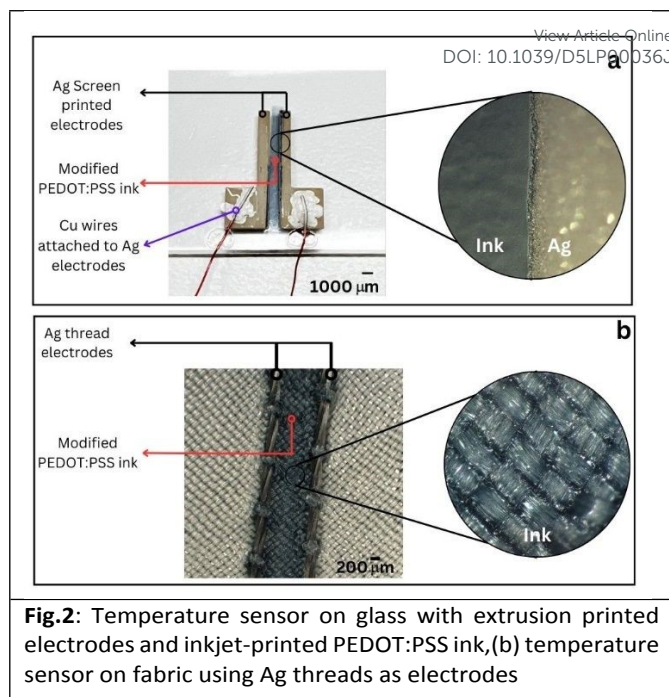 View Article Online
DOI: 10.1039/D5LP00036J
a
Ag Screen
printed
electrodes
Modified
PEDOT:PSS ink
Cu wires
attached to Ag
electrodes
Ink
Ag
1000 µm
b
Ag thread
electrodes
Modified
PEDOT:PSS ink
200 µm
Ink
Fig.2: Temperature sensor on glass with extrusion printed
electrodes and inkjet-printed PEDOT:PSS ink,(b) temperature
sensor on fabric using Ag threads as electrodes